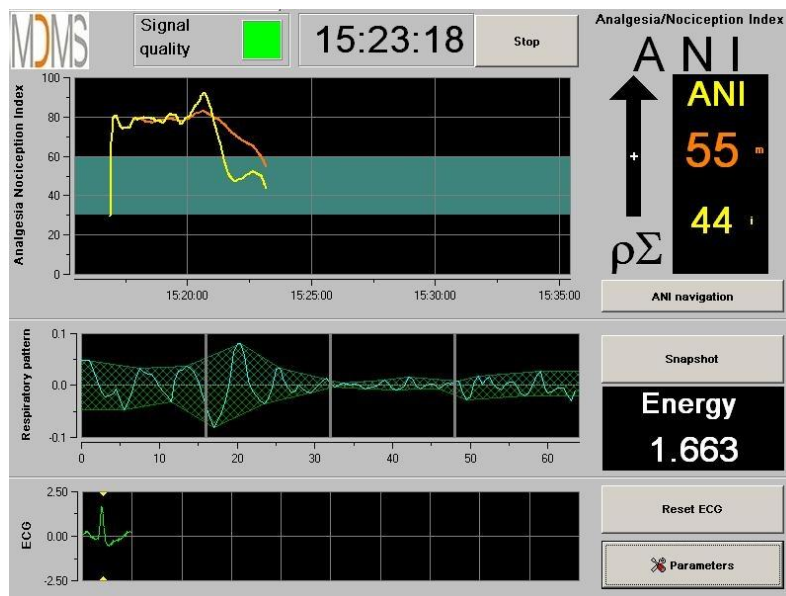 MDMS
Signal
quality
15:23:18
Stop
Analgesia/Nociception Index
A N I
ANI
55 m
44 i
+
ρΣ
ANI navigation
Analgesia Nociception Index
100
80
60
40
20
0
15:20:00
15:25:00
15:30:00
15:35:00
Respiratory pattern
0.1
0.0
-0.1
0
10
20
30
40
50
60
Snapshot
Energy
1.663
ECG
2.50
0.00
-2.50
Reset ECG
Parameters